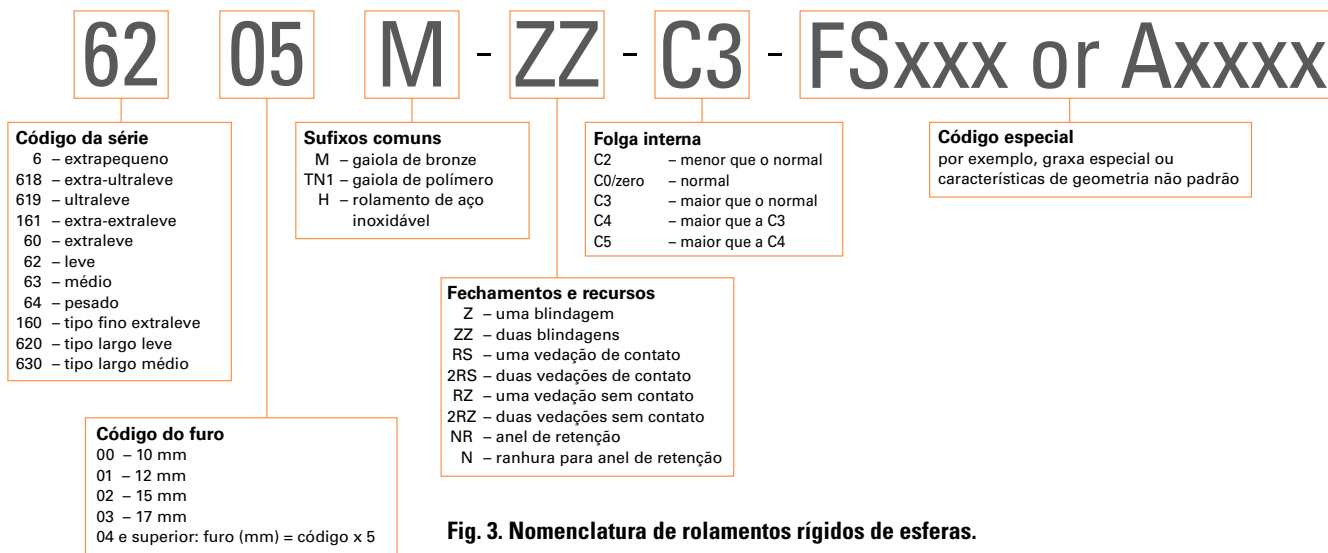 62 05 M - ZZ - C3 - FSxxx or Axxxx
Código da série
6 – extrapequeno
618 – extra-ultraleve
619 – ultraleve
161 – extra-extraleve
60 – extraleve
62 – leve
63 – médio
64 – pesado
160 – tipo fino extraleve
620 – tipo largo leve
630 – tipo largo médio
Sufixos comuns
M – gaiola de bronze
TN1 – gaiola de polímero
H – rolamento de aço
inoxidável
Folga interna
C2 – menor que o normal
C0/zero – normal
C3 – maior que o normal
C4 – maior que a C3
C5 – maior que a C4
Código especial
por exemplo, graxa especial ou
características de geometria não padrão
Fechamentos e recursos
Z – uma blindagem
ZZ – duas blindagens
RS – uma vedação de contato
2RS – duas vedações de contato
RZ – uma vedação sem contato
2RZ – duas vedações sem contato
NR – anel de retenção
N – ranhura para anel de retenção
Código do furo
00 – 10 mm
01 – 12 mm
02 – 15 mm
03 – 17 mm
04 e superior: furo (mm) = código x 5
Fig. 3. Nomenclatura de rolamentos rígidos de esferas.